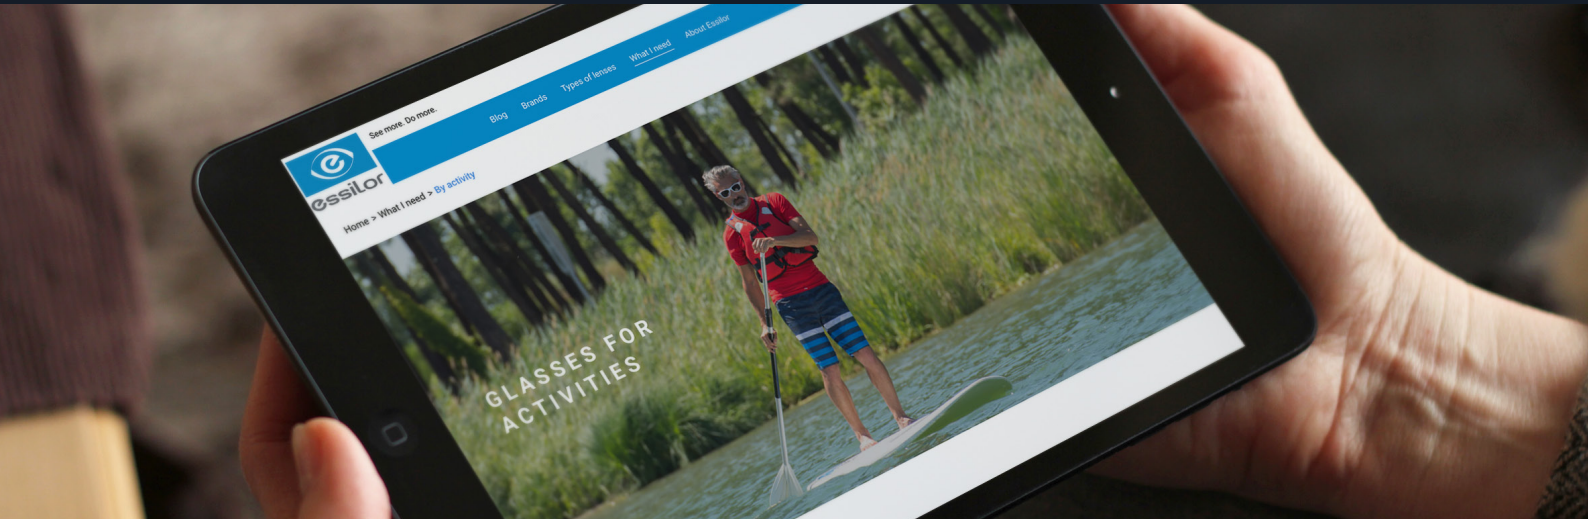 See more. Do more.
essilor
Blog Brands Types of lenses What I need About Essilor
Home > What I need > By activity
GLASSES FOR
ACTIVITIES